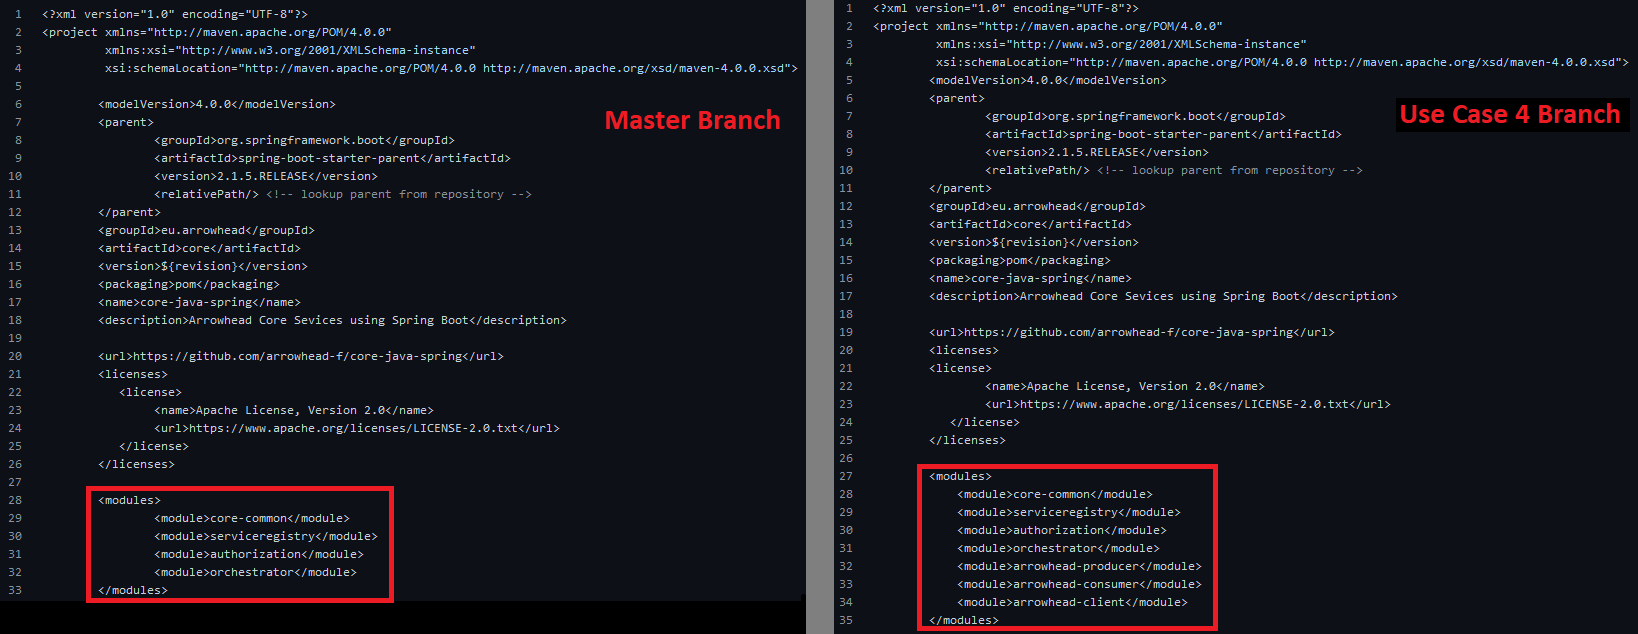 1 <?xml version="1.0" encoding="UTF-8"?>
2 <project xmlns="http://maven.apache.org/POM/4.0.0"
3 xmlns:xsi="http://www.w3.org/2001/XMLSchema-instance"
4 xsi:schemaLocation="http://maven.apache.org/POM/4.0.0 http://maven.apache.org/xsd/maven-4.0.0.xsd">
5
6 <modelVersion>4.0.0</modelVersion>
7 <parent>
8 <groupId>org.springframework.boot</groupId>
9 <artifactId>spring-boot-starter-parent</artifactId>
10 <version>2.1.5.RELEASE</version>
11 <relativePath/> <!-- lookup parent from repository -->
12 </parent>
13 <groupId>eu.arrowhead</groupId>
14 <artifactId>core</artifactId>
15 <version>${revision}</version>
16 <packaging>pom</packaging>
17 <name>core-java-spring</name>
18 <description>Arrowhead Core Sevices using Spring Boot</description>
19
20 <url>https://github.com/arrowhead-f/core-java-spring</url>
21 <licenses>
22 <license>
23 <name>Apache License, Version 2.0</name>
24 <url>https://www.apache.org/licenses/LICENSE-2.0.txt</url>
25 </license>
26 </licenses>
27
28 <modules>
29 <module>core-common</module>
30 <module>serviceregistry</module>
31 <module>authorization</module>
32 <module>orchestrator</module>
33 </modules>
Master Branch
1 <?xml version="1.0" encoding="UTF-8"?>
2 <project xmlns="http://maven.apache.org/POM/4.0.0"
3 xmlns:xsi="http://www.w3.org/2001/XMLSchema-instance"
4 xsi:schemaLocation="http://maven.apache.org/POM/4.0.0 http://maven.apache.org/xsd/maven-4.0.0.xsd">
5 <modelVersion>4.0.0</modelVersion>
6 <parent>
7 <groupId>org.springframework.boot</groupId>
8 <artifactId>spring-boot-starter-parent</artifactId>
9 <version>2.1.5.RELEASE</version>
10 <relativePath/> <!-- lookup parent from repository -->
11 </parent>
12 <groupId>eu.arrowhead</groupId>
13 <artifactId>core</artifactId>
14 <version>${revision}</version>
15 <packaging>pom</packaging>
16 <name>core-java-spring</name>
17 <description>Arrowhead Core Sevices using Spring Boot</description>
18
19 <url>https://github.com/arrowhead-f/core-java-spring</url>
20 <licenses>
21 <license>
22 <name>Apache License, Version 2.0</name>
23 <url>https://www.apache.org/licenses/LICENSE-2.0.txt</url>
24 </license>
25 </licenses>
26
27 <modules>
28 <module>core-common</module>
29 <module>serviceregistry</module>
30 <module>authorization</module>
31 <module>orchestrator</module>
32 <module>arrowhead-producer</module>
33 <module>arrowhead-consumer</module>
34 <module>arrowhead-client</module>
35 </modules>
Use Case 4 Branch